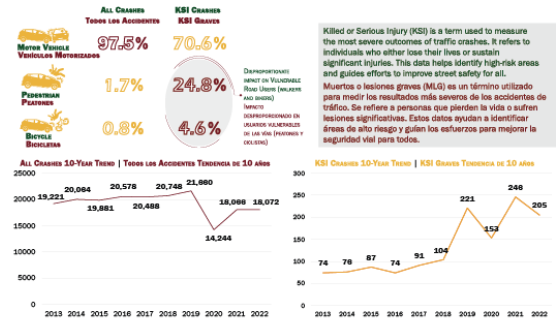 All Crashes
Todos los Accidentes
KSI Crashes
KSI Graves
Motor Vehicle
Vehículos Motorizados
97.5%
70.6%
Pedestrian
Peatones
1.7%
24.8%
Bicycle
Bicicletas
0.8%
4.6%
Disproportionate
impact on Vulnerable
Road Users (walkers
and bikers)
Impacto
desproporcionado en
usuarios vulnerables
de las vía (peatones y
ciclistas)
Killed or Serious Injury (KSI) is a term used to measure
the most severe outcomes of traffic crashes. It refers to
individuals who either lose their lives or sustain
significant injuries. This data helps identify high-risk areas
and guides efforts to improve street safety for all.
Muertos o lesiones graves (MLG) es un término utilizado
para medir los resultados más severos de los accidentes de
tráfico. Se refiere a personas que pierden la vida o sufren
lesiones significativas. Estos datos ayudan a identificar
áreas de alto riesgo y guían los esfuerzos para mejorar la
seguridad vial para todos.
All Crashes 10-Year Trend | Todos los Accidentes Tendencia de 10 años
25000
20000
15000
10000
5000
0
19,221
20,064
19,881
20,578
20,488
20,748
21,660
14,244
18,066
18,072
2013 2014 2015 2016 2017 2018 2019 2020 2021 2022
KSI Crashes 10-Year Trend | KSI Graves Tendencia de 10 años
300
250
200
150
100
50
0
74
76
87
74
91
104
221
153
246
205
2013 2014 2015 2016 2017 2018 2019 2020 2021 2022